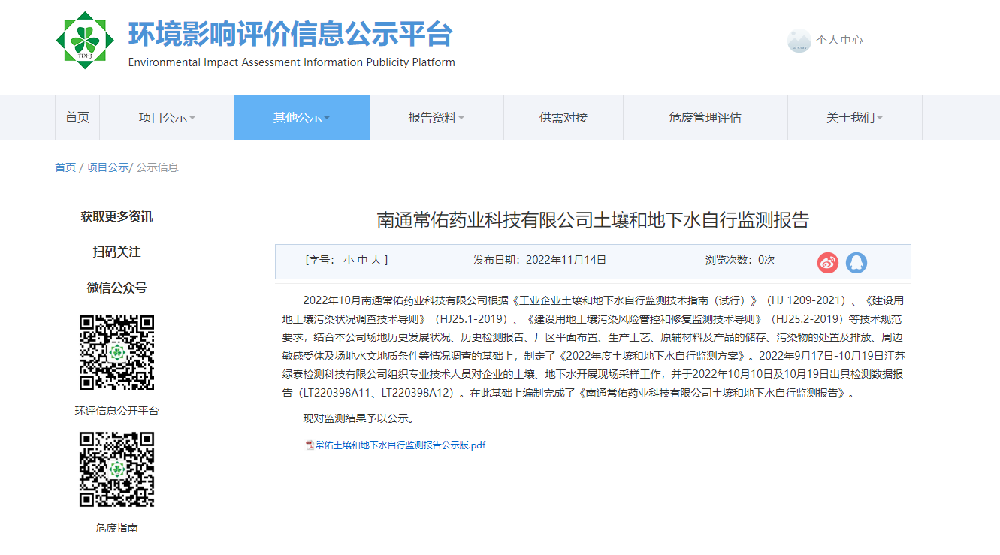 TDHJ
环境影响评价信息公示平台
Environmental Impact Assessment Information Publicity Platform
个人中心
首页 项目公示 其他公示 报告资料 供需对接 危废管理评估 关于我们
首页 / 项目公示/ 公示信息
获取更多资讯
扫码关注
微信公众号
环评信息公开平台
危废指南
南通常佑药业科技有限公司土壤和地下水自行监测报告
[字号： 小 中 大 ] 发布日期：2022年11月14日 浏览次数：0次
2022年10月南通常佑药业科技有限公司根据《工业企业土壤和地下水自行监测技术指南（试行）》（HJ 1209-2021）、《建设用
地土壤污染状况调查技术导则》（HJ25.1-2019）、《建设用地土壤污染风险管控和修复监测技术导则》（HJ25.2-2019）等技术规范
要求，结合本公司场地历史发展状况、历史检测报告、厂区平面布置、生产工艺、原辅材料及产品的储存、污染物的处置及排放、周边
敏感受体及场地水文地质条件等情况调查的基础上，制定了《2022年度土壤和地下水自行监测方案》。2022年9月17日-10月19日江苏
绿泰检测科技有限公司组织专业技术人员对企业的土壤、地下水开展现场采样工作，并于2022年10月10日及10月19日出具检测数据报
告（LT220398A11、LT220398A12）。在此基础上编制完成了《南通常佑药业科技有限公司土壤和地下水自行监测报告》。
现对监测结果予以公示。
常佑土壤和地下水自行监测报告公示版.pdf